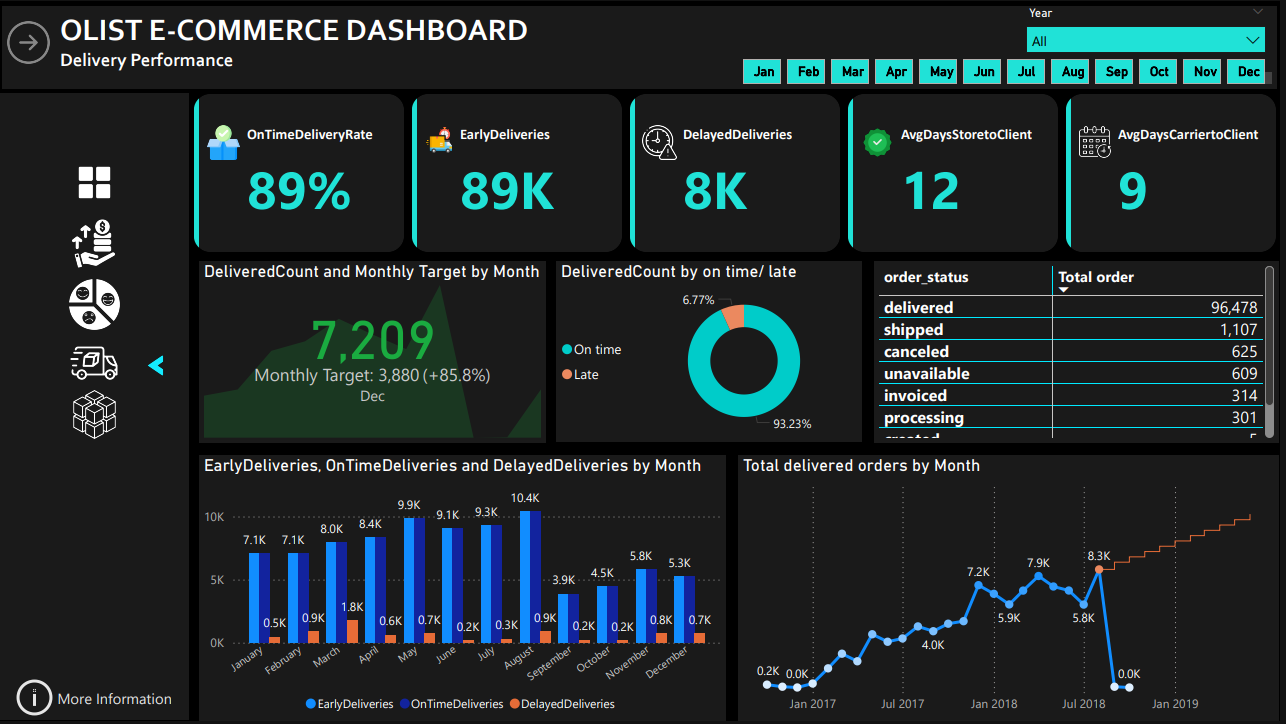 OLIST E-COMMERCE DASHBOARD
Delivery Performance
Year
All
Jan Feb Mar Apr May Jun Jul Aug Sep Oct Nov Dec
OnTimeDeliveryRate
89%
EarlyDeliveries
89K
DelayedDeliveries
8K
AvgDaysStoretoClient
12
AvgDaysCarriertoClient
9
DeliveredCount and Monthly Target by Month
7,209
Monthly Target: 3,880 (+85.8%)
Dec
DeliveredCount by on time/ late
On time
Late
6.77%
93.23%
order_status Total order
delivered 96,478
shipped 1,107
canceled 625
unavailable 609
invoiced 314
processing 301
created 5
EarlyDeliveries, OnTimeDeliveries and DelayedDeliveries by Month
10K
5K
0K
7.1K 7.1K 8.0K 8.4K 9.9K 9.1K 9.3K 10.4K 3.9K 4.5K 5.8K 5.3K
0.5K 0.9K 1.8K 0.6K 0.7K 0.2K 0.3K 0.9K 0.2K 0.2K 0.8K 0.7K
January February March April May June July August September October November December
EarlyDeliveries OnTimeDeliveries DelayedDeliveries
Total delivered orders by Month
0.2K 0.0K 4.0K 7.2K 5.9K 7.9K 5.8K 8.3K 0.0K
Jan 2017 Jul 2017 Jan 2018 Jul 2018 Jan 2019
i More Information